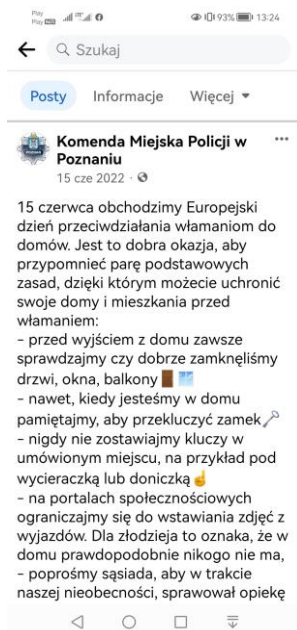 Play
Play
93% 13:24
Szukaj
Posty Informacje Więcej
Komenda Miejska Policji w
Poznaniu
15 cze 2022
15 czerwca obchodzimy Europejski
dzień przeciwdziałania włamaniom do
domów. Jest to dobra okazja, aby
przypomnieć parę podstawowych
zasad, dzięki którym możecie uchronić
swoje domy i mieszkania przed
włamaniem:
- przed wyjściem z domu zawsze
sprawdzajmy czy dobrze zamknęliśmy
drzwi, okna, balkony🚪🪟
- nawet, kiedy jesteśmy w domu
pamiętajmy, aby przekluczyć zamek🗝
- nigdy nie zostawiajmy kluczy w
umówionym miejscu, na przykład pod
wycieraczką lub doniczką☝
- na portalach społecznościowych
ograniczajmy się do wstawiania zdjęć z
wyjazdów. Dla złodzieja to oznaka, że w
domu prawdopodobnie nikogo nie ma,
- poprośmy sąsiada, aby w trakcie
naszej nieobecności, sprawował opiekę